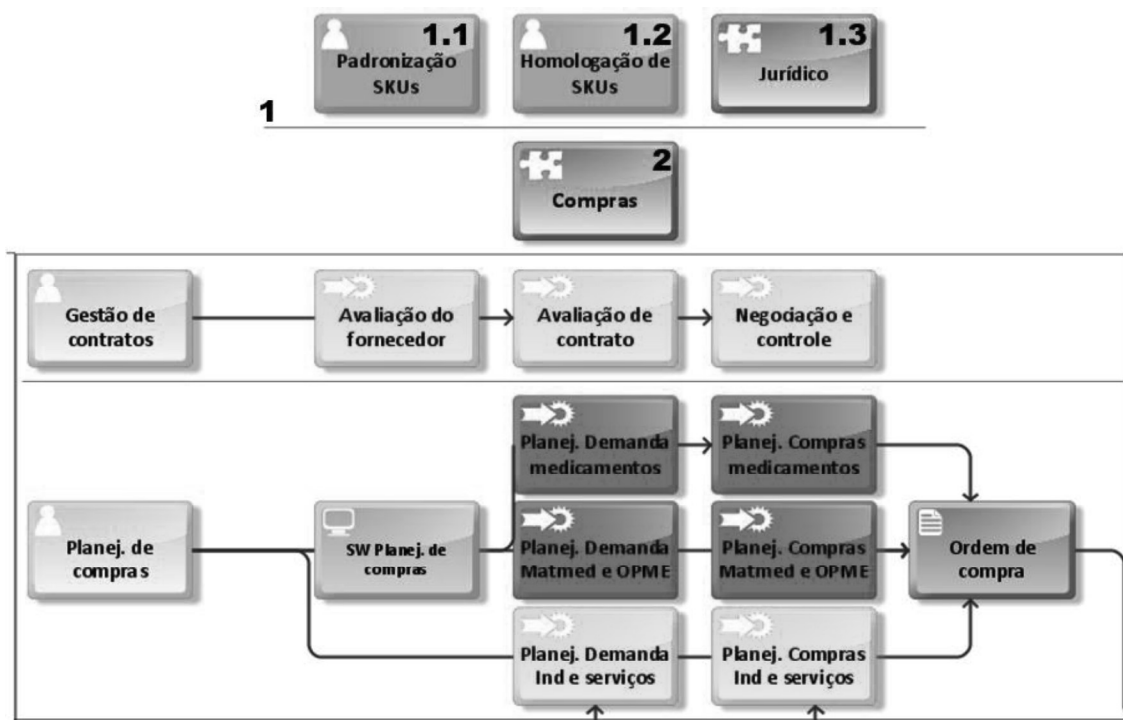 1.1
Padronização
SKUs
1.2
Homologação de
SKUs
1.3
Jurídico
1
2
Compras
Gestão de
contratos
Avaliação do
fornecedor
Avaliação de
contrato
Negociação e
controle
Planej. Demanda
medicamentos
Planej. Compras
medicamentos
Planej. de
compras
SW Planej. de
compras
Planej. Demanda
Matmed e OPME
Planej. Compras
Matmed e OPME
Ordem de
compra
Planej. Demanda
Ind e serviços
Planej. Compras
Ind e serviços